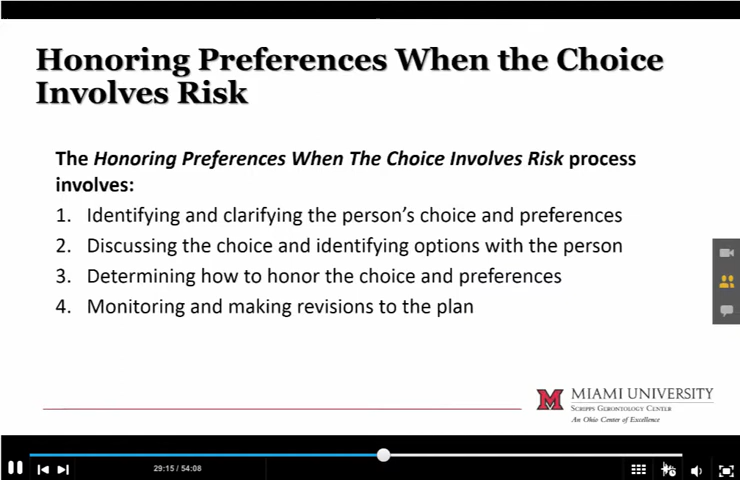 Honoring Preferences When the Choice
Involves Risk
The Honoring Preferences When The Choice Involves Risk process
involves:
1. Identifying and clarifying the person's choice and preferences
2. Discussing the choice and identifying options with the person
3. Determining how to honor the choice and preferences
4. Monitoring and making revisions to the plan
M MIAMI UNIVERSITY
SCRIPPS GERONTOLOGY CENTER
An Ohio Center of Excellence
29:15 / 54:08